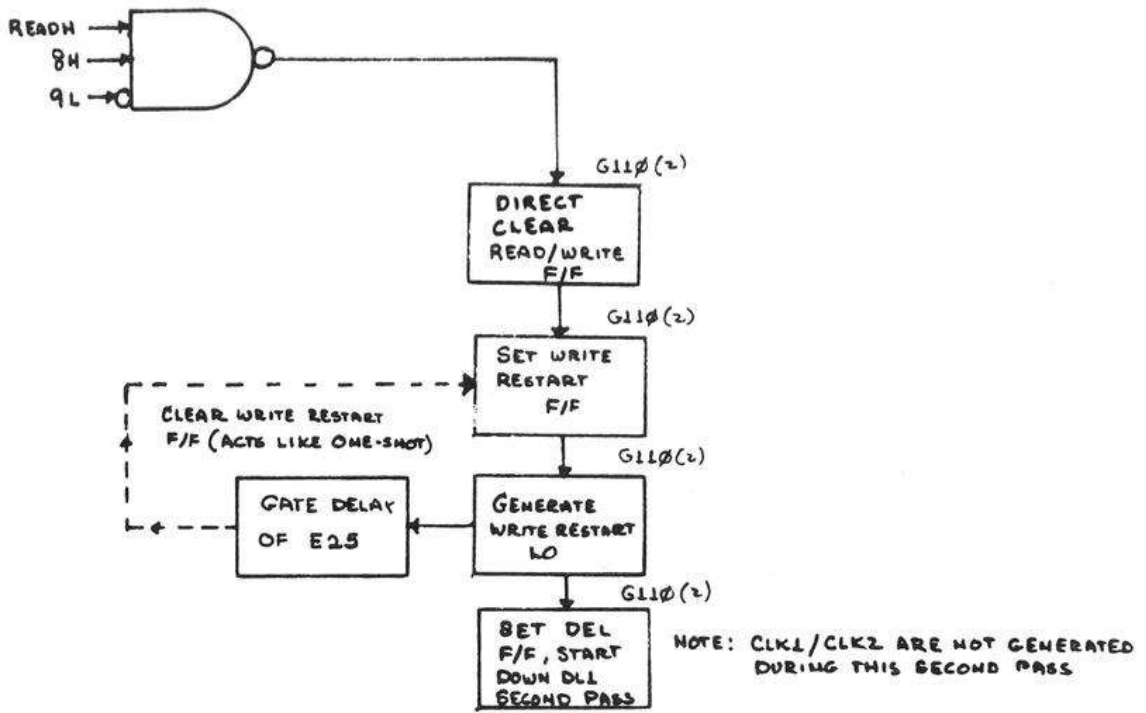 READH
8H
9L
G11Ø(2)
DIRECT
CLEAR
READ/WRITE
F/F
G11Ø(2)
SET WRITE
RESTART
F/F
CLEAR WRITE RESTART
F/F (ACTS LIKE ONE-SHOT)
G11Ø(2)
GATE DELAY
OF E25
GENERATE
WRITE RESTART
LO
G11Ø(2)
SET DEL
F/F, START
DOWN DL1
SECOND PASS
NOTE: CLK1/CLK2 ARE NOT GENERATED
DURING THIS SECOND PASS